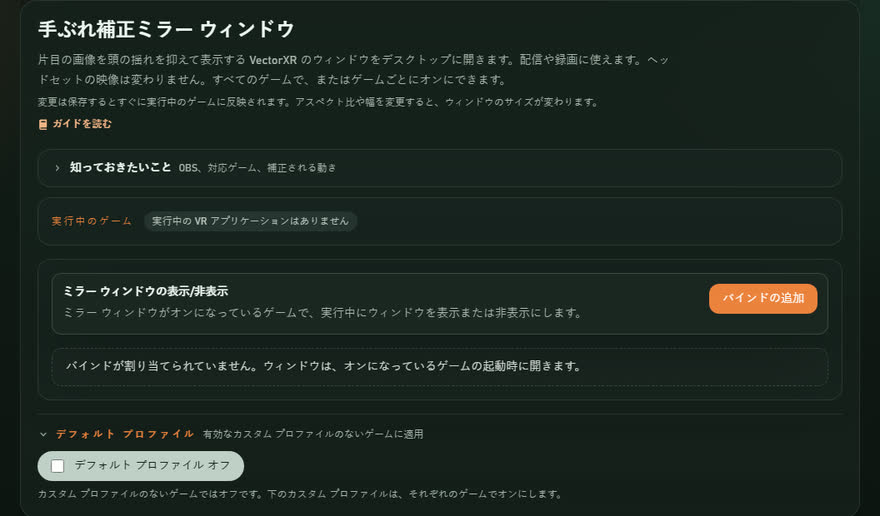 手ぶれ補正ミラー ウィンドウ
片目の画像を頭の揺れを抑えて表示する VectorXR のウィンドウをデスクトップに開きます。配信や録画に使えます。ヘッ
ドセットの映像は変わりません。すべてのゲームで、またはゲームごとにオンにできます。
変更は保存するとすぐに実行中のゲームに反映されます。アスペクト比や幅を変更すると、ウィンドウのサイズが変わります。
ガイドを読む
知っておきたいこと OBS、対応ゲーム、補正される動き
実行中のゲーム 実行中の VR アプリケーションはありません
ミラー ウィンドウの表示/非表示
バインドの追加
ミラー ウィンドウがオンになっているゲームで、実行中にウィンドウを表示または非表示にします。
バインドが割り当てられていません。ウィンドウは、オンになっているゲームの起動時に開きます。
デフォルト プロファイル 有効なカスタム プロファイルのないゲームに適用
デフォルト プロファイル オフ
カスタム プロファイルのないゲームではオフです。下のカスタム プロファイルは、それぞれのゲームでオンにします。